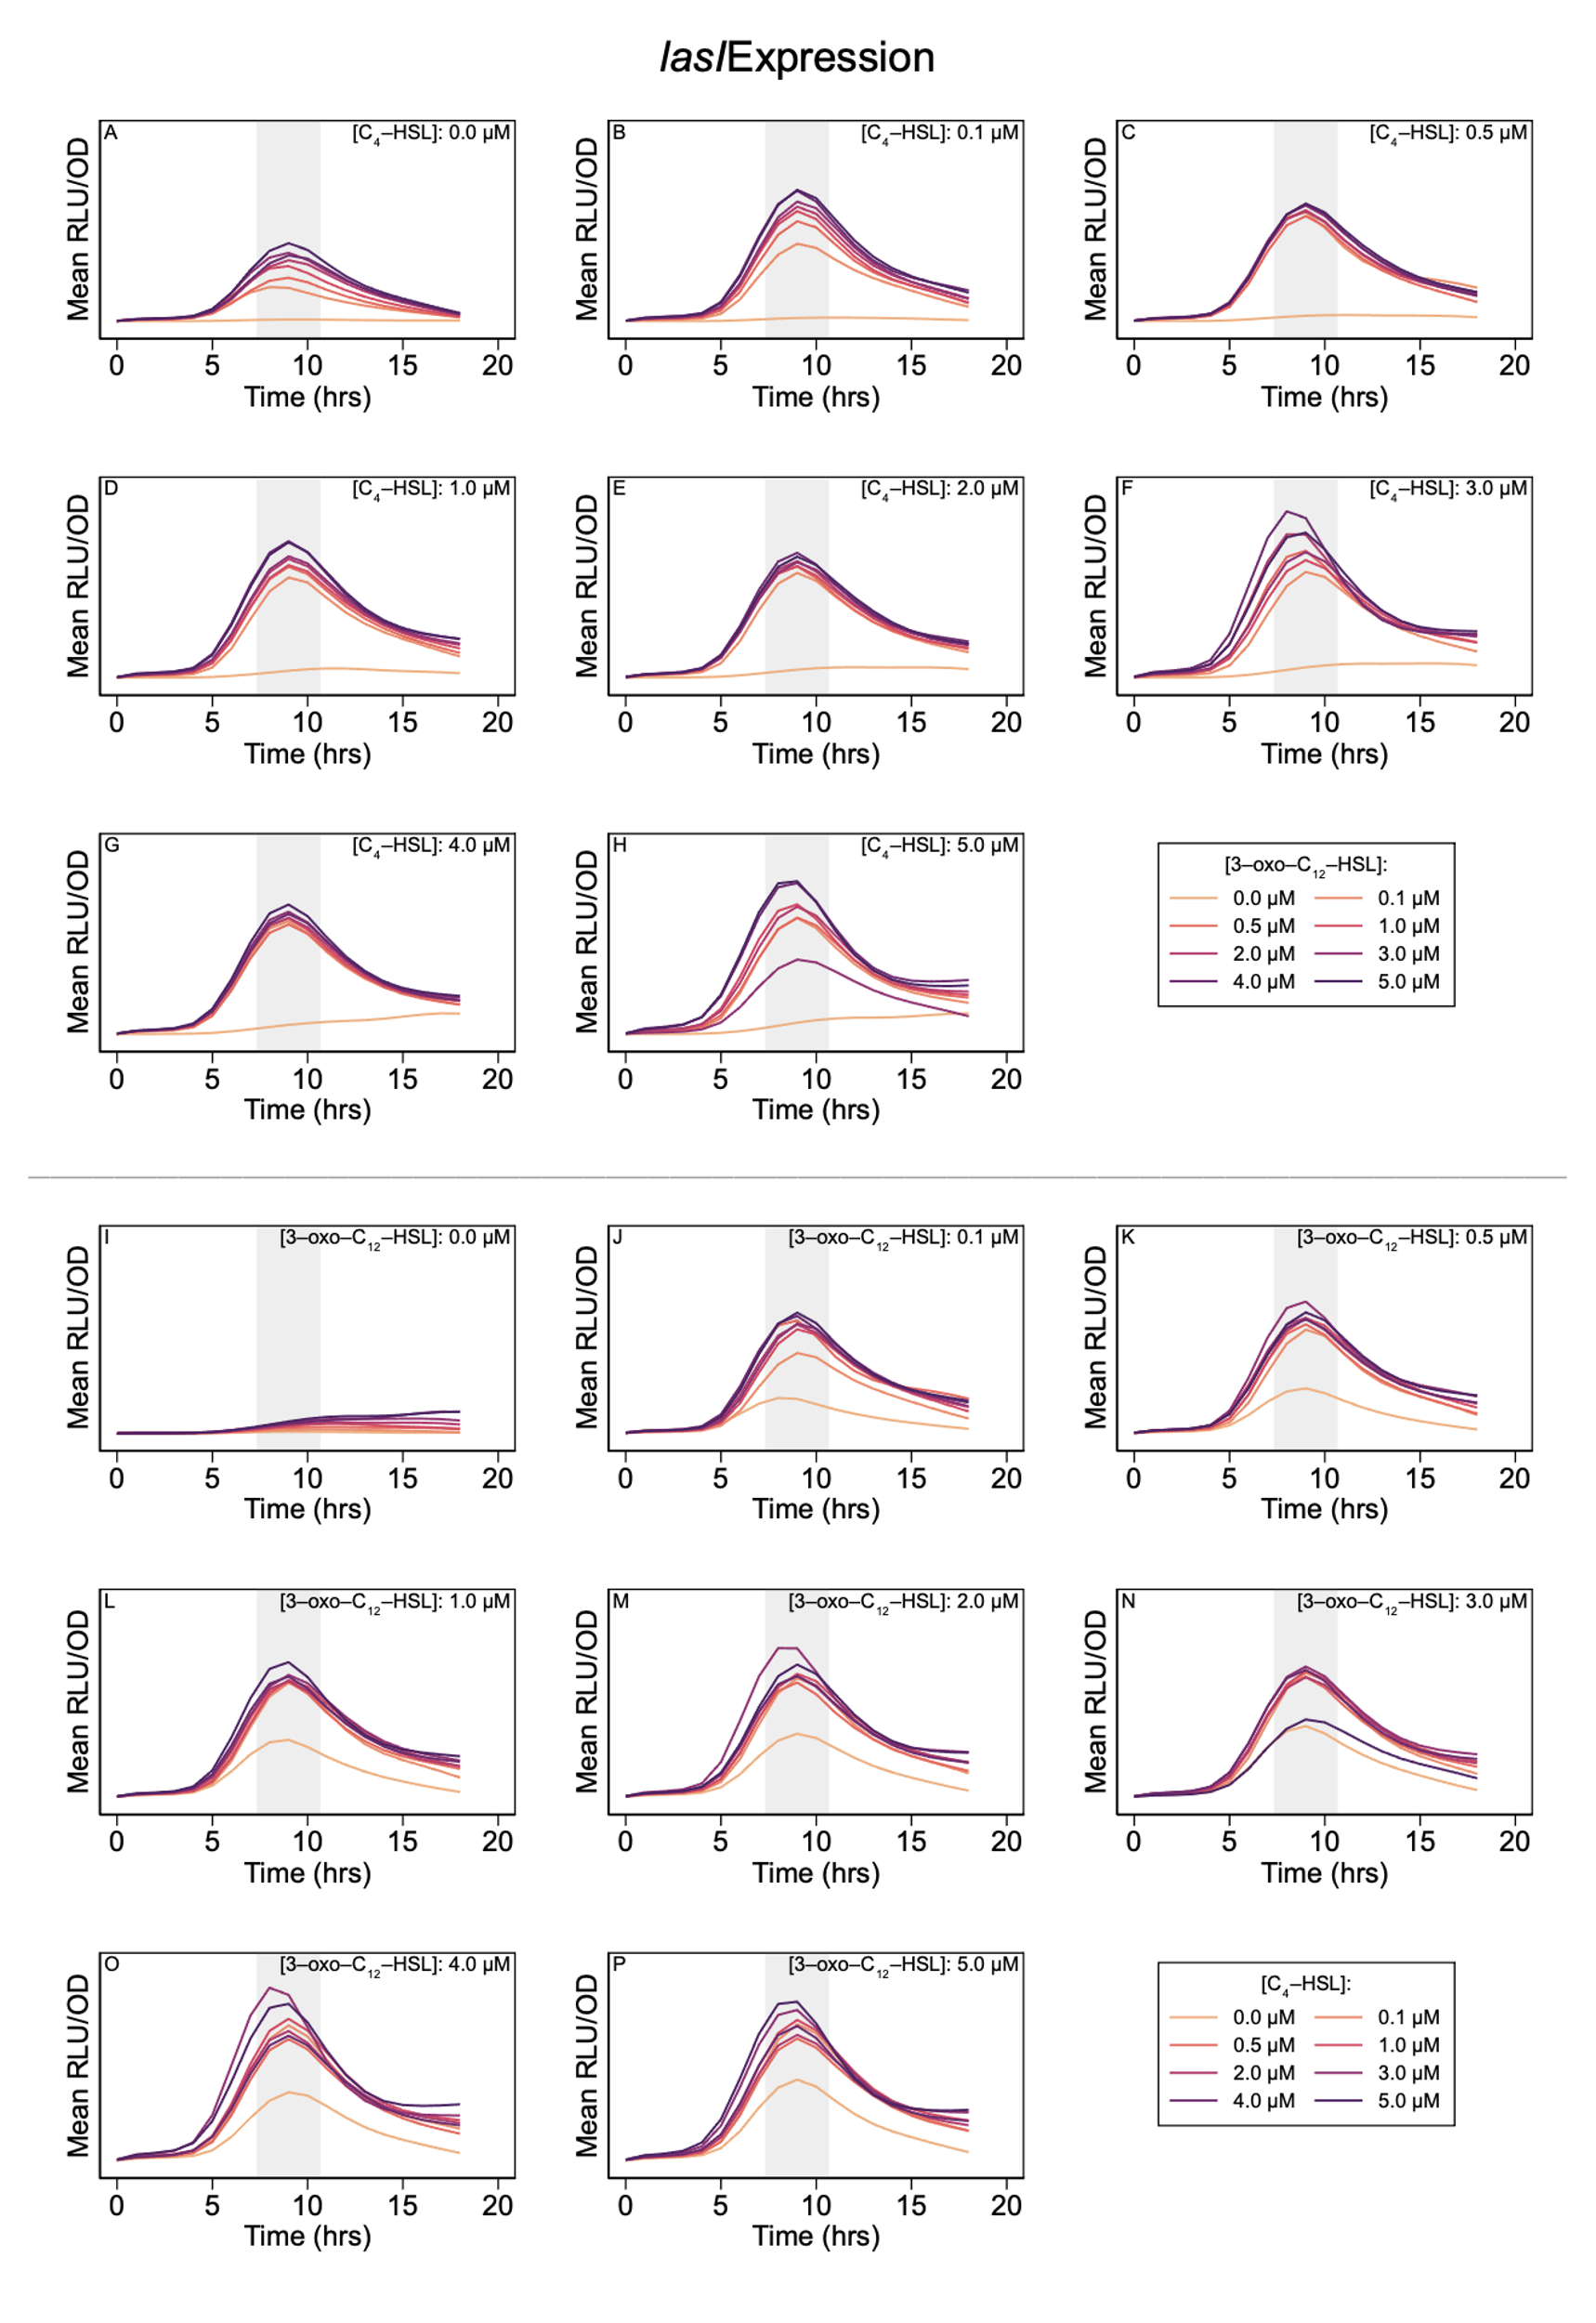 lasIExpression
A [C4–HSL]: 0.0 µM
Mean RLU/OD
0 5 10 15 20
Time (hrs)
B [C4–HSL]: 0.1 µM
Mean RLU/OD
0 5 10 15 20
Time (hrs)
C [C4–HSL]: 0.5 µM
Mean RLU/OD
0 5 10 15 20
Time (hrs)
D [C4–HSL]: 1.0 µM
Mean RLU/OD
0 5 10 15 20
Time (hrs)
E [C4–HSL]: 2.0 µM
Mean RLU/OD
0 5 10 15 20
Time (hrs)
F [C4–HSL]: 3.0 µM
Mean RLU/OD
0 5 10 15 20
Time (hrs)
G [C4–HSL]: 4.0 µM
Mean RLU/OD
0 5 10 15 20
Time (hrs)
H [C4–HSL]: 5.0 µM
Mean RLU/OD
0 5 10 15 20
Time (hrs)
[3–oxo–C12–HSL]:
0.0 µM 0.1 µM
0.5 µM 1.0 µM
2.0 µM 3.0 µM
4.0 µM 5.0 µM
I [3–oxo–C12–HSL]: 0.0 µM
Mean RLU/OD
0 5 10 15 20
Time (hrs)
J [3–oxo–C12–HSL]: 0.1 µM
Mean RLU/OD
0 5 10 15 20
Time (hrs)
K [3–oxo–C12–HSL]: 0.5 µM
Mean RLU/OD
0 5 10 15 20
Time (hrs)
L [3–oxo–C12–HSL]: 1.0 µM
Mean RLU/OD
0 5 10 15 20
Time (hrs)
M [3–oxo–C12–HSL]: 2.0 µM
Mean RLU/OD
0 5 10 15 20
Time (hrs)
N [3–oxo–C12–HSL]: 3.0 µM
Mean RLU/OD
0 5 10 15 20
Time (hrs)
O [3–oxo–C12–HSL]: 4.0 µM
Mean RLU/OD
0 5 10 15 20
Time (hrs)
P [3–oxo–C12–HSL]: 5.0 µM
Mean RLU/OD
0 5 10 15 20
Time (hrs)
[C4–HSL]:
0.0 µM 0.1 µM
0.5 µM 1.0 µM
2.0 µM 3.0 µM
4.0 µM 5.0 µM